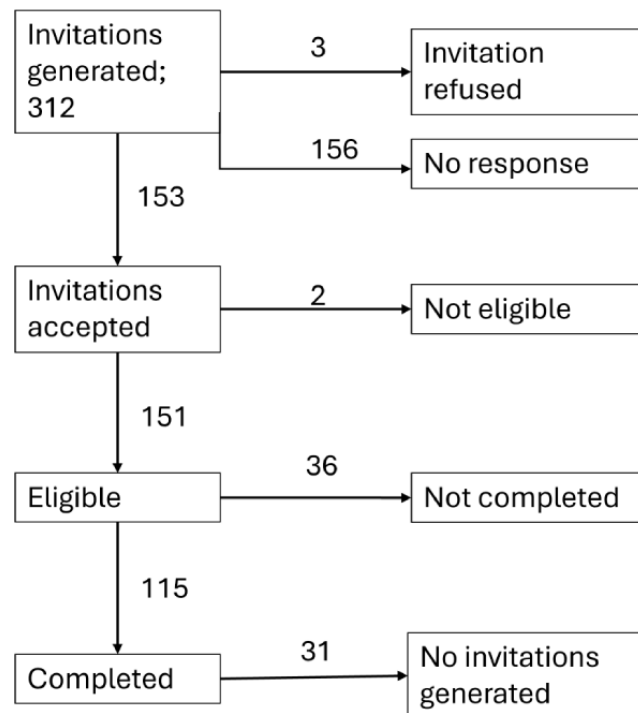 Invitations
generated;
312
3
Invitation
refused
156
No response
153
Invitations
accepted
2
Not eligible
151
Eligible
36
Not completed
115
Completed
31
No invitations
generated